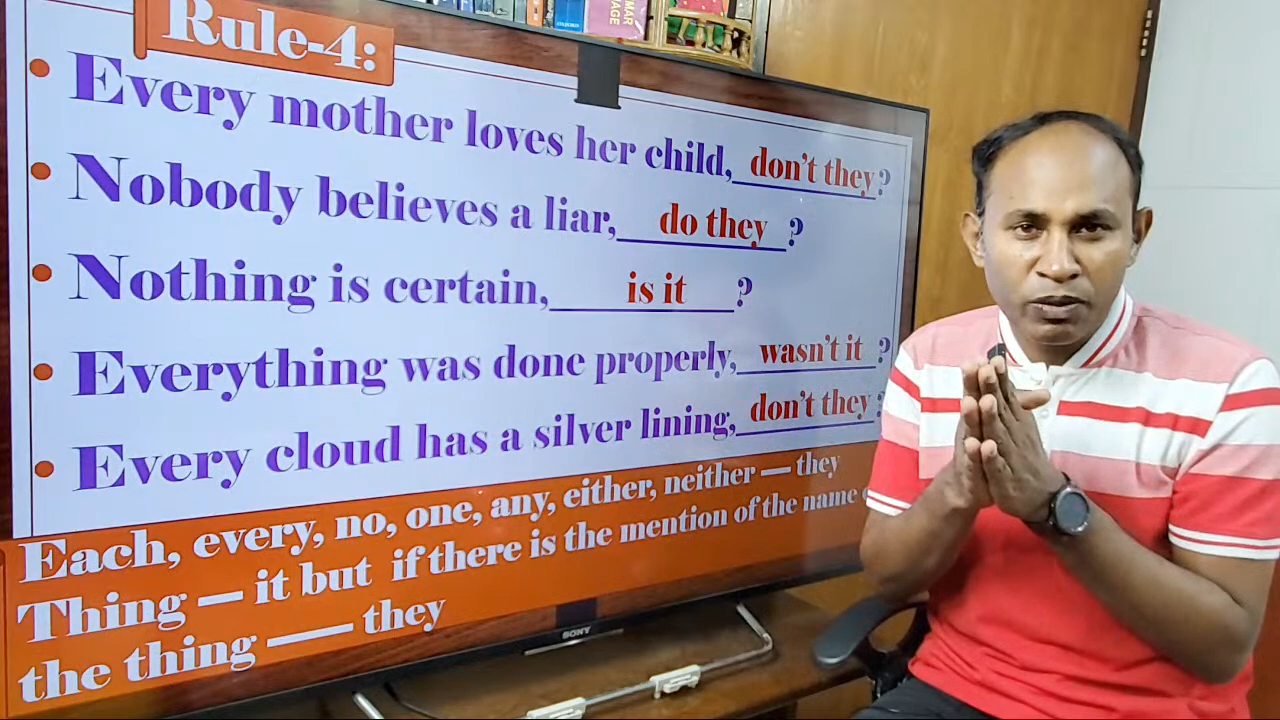 MAR
AGE
Rule-4:
• Every mother loves her child, don't they?
• Nobody believes a liar, do they ?
• Nothing is certain, is it ?
• Everything was done properly, wasn't it ?
• Every cloud has a silver lining, don't they ?
Each, every, no, one, any, either, neither — they
Thing — it but if there is the mention of the name
the thing — they
SONY